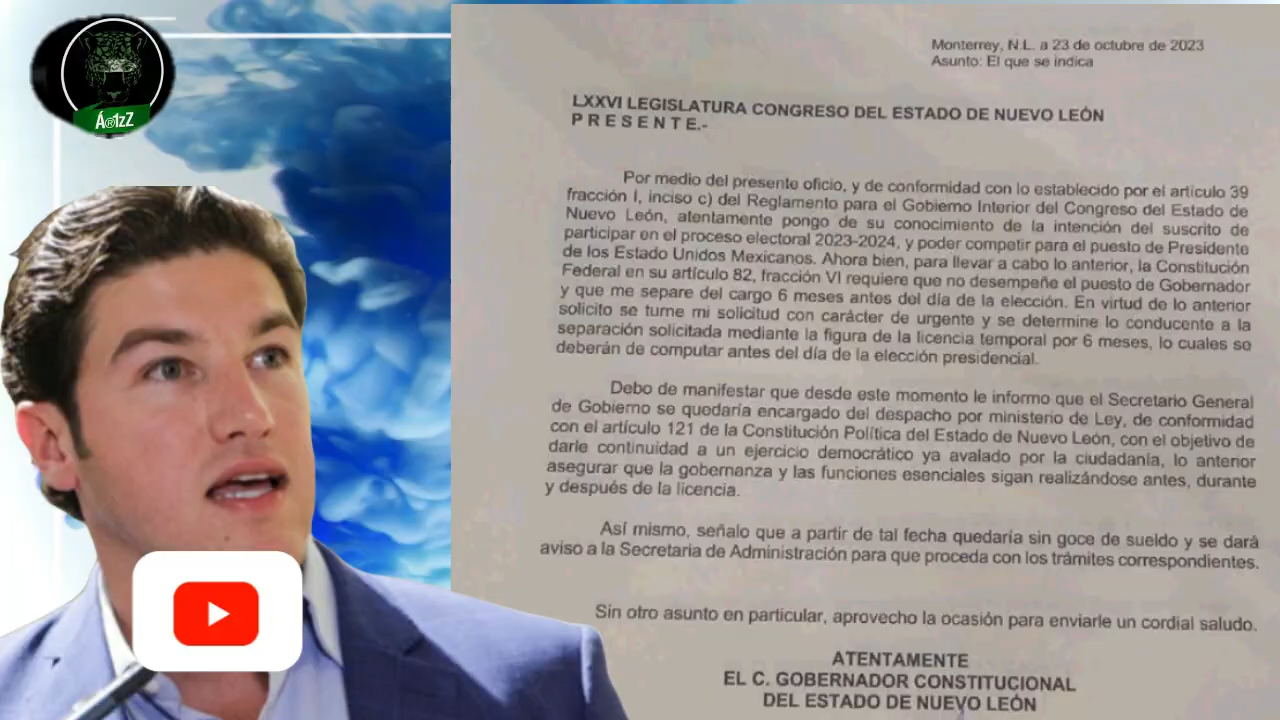 Á®1zZ
Monterrey, N.L. a 23 de octubre de 2023
Asunto: El que se indica
LXXVI LEGISLATURA CONGRESO DEL ESTADO DE NUEVO LEÓN
P R E S E N T E.-
Por medio del presente oficio, y de conformidad con lo establecido por el artículo 39
fracción I, inciso c) del Reglamento para el Gobierno Interior del Congreso del Estado de
Nuevo León, atentamente pongo de su conocimiento de la intención del suscrito de
participar en el proceso electoral 2023-2024, y poder competir para el puesto de Presidente
de los Estado Unidos Mexicanos. Ahora bien, para llevar a cabo lo anterior, la Constitución
Federal en su artículo 82, fracción VI requiere que no desempeñe el puesto de Gobernador
y que me separe del cargo 6 meses antes del día de la elección. En virtud de lo anterior
solicito se turne mi solicitud con carácter de urgente y se determine lo conducente a la
separación solicitada mediante la figura de la licencia temporal por 6 meses, lo cuales se
deberán de computar antes del día de la elección presidencial.
Debo de manifestar que desde este momento le informo que el Secretario General
de Gobierno se quedaría encargado del despacho por ministerio de Ley, de conformidad
con el artículo 121 de la Constitución Política del Estado de Nuevo León, con el objetivo de
darle continuidad a un ejercicio democrático ya avalado por la ciudadanía, lo anterior
asegurar que la gobernanza y las funciones esenciales sigan realizándose antes, durante
y después de la licencia.
Así mismo, señalo que a partir de tal fecha quedaría sin goce de sueldo y se dará
aviso a la Secretaría de Administración para que proceda con los trámites correspondientes.
Sin otro asunto en particular, aprovecho la ocasión para enviarle un cordial saludo.
ATENTAMENTE
EL C. GOBERNADOR CONSTITUCIONAL
DEL ESTADO DE NUEVO LEÓN